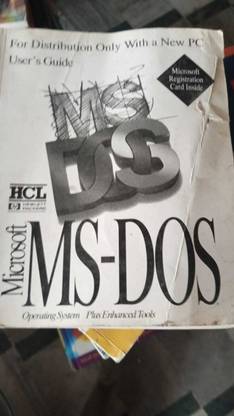 For Distribution Only With a New PC
User's Guide
Microsoft
Registration
Card Inside
MS
DOS
HCL
hp
Microsoft
MS-DOS
Operating System Plus Enhanced Tools